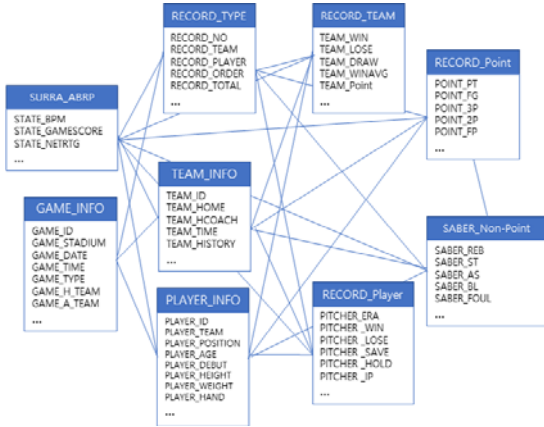 RECORD_TYPE
RECORD_NO
RECORD_TEAM
RECORD_PLAYER
RECORD_ORDER
RECORD_TOTAL
...
RECORD_TEAM
TEAM_WIN
TEAM_LOSE
TEAM_DRAW
TEAM_WINAVG
TEAM_Point
...
RECORD_Point
POINT_PT
POINT_FG
POINT_3P
POINT_2P
POINT_FP
...
SURRA_ABRP
STATE_BPM
STATE_GAMESCORE
STATE_NETRTG
...
TEAM_INFO
TEAM_ID
TEAM_HOME
TEAM_HCOACH
TEAM_TIME
TEAM_HISTORY
...
GAME_INFO
GAME_ID
GAME_STADIUM
GAME_DATE
GAME_TIME
GAME_TYPE
GAME_H_TEAM
GAME_A_TEAM
...
SABER_Non-Point
SABER_REB
SABER_ST
SABER_AS
SABER_BL
SABER_FOUL
...
PLAYER_INFO
PLAYER_ID
PLAYER_TEAM
PLAYER_POSITION
PLAYER_AGE
PLAYER_DEBUT
PLAYER_HEIGHT
PLAYER_WEIGHT
PLAYER_HAND
...
RECORD_Player
PITCHER_ERA
PITCHER _WIN
PITCHER _LOSE
PITCHER _SAVE
PITCHER _HOLD
PITCHER _IP
...